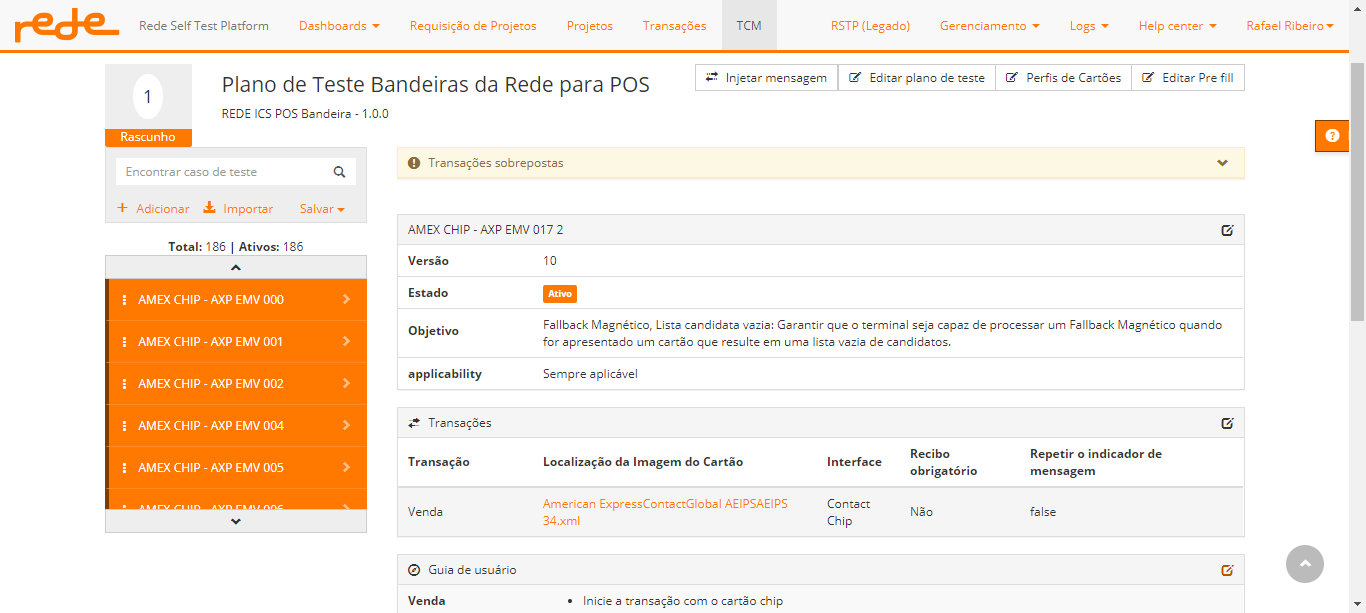 rede Rede Self Test Platform Dashboards Requisição de Projetos Projetos Transações TCM RSTP (Legado) Gerenciamento Logs Help center Rafael Ribeiro
1
Rascunho
Plano de Teste Bandeiras da Rede para POS
REDE ICS POS Bandeira - 1.0.0
Injetar mensagem Editar plano de teste Perfis de Cartões Editar Pre fill
Encontrar caso de teste
+ Adicionar Importar Salvar
Total: 186 | Ativos: 186
AMEX CHIP - AXP EMV 000
AMEX CHIP - AXP EMV 001
AMEX CHIP - AXP EMV 002
AMEX CHIP - AXP EMV 004
AMEX CHIP - AXP EMV 005
AMEX CHIP - AXP EMV 006
Transações sobrepostas
AMEX CHIP - AXP EMV 017 2
Versão 10
Estado Ativo
Objetivo Fallback Magnético, Lista candidata vazia: Garantir que o terminal seja capaz de processar um Fallback Magnético quando
for apresentado um cartão que resulte em uma lista vazia de candidatos.
applicability Sempre aplicável
Transações
Transação Localização da Imagem do Cartão Interface Recibo obrigatório Repetir o indicador de mensagem
Venda American ExpressContactGlobal AEIPSAEIPS 34.xml Contact Chip Não false
Guia de usuário
Venda • Inicie a transação com o cartão chip